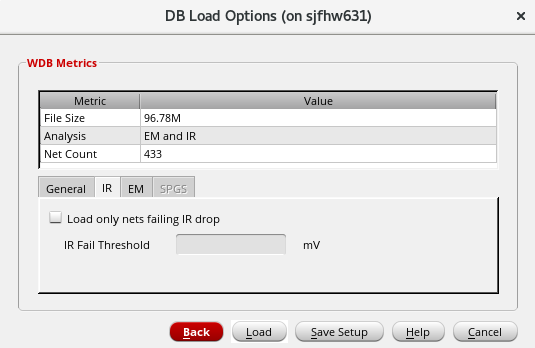 DB Load Options (on sjfhw631)
WDB Metrics
Metric Value
File Size 96.78M
Analysis EM and IR
Net Count 433
General IR EM SPGS
Load only nets failing IR drop
IR Fail Threshold mV
Back Load Save Setup Help Cancel